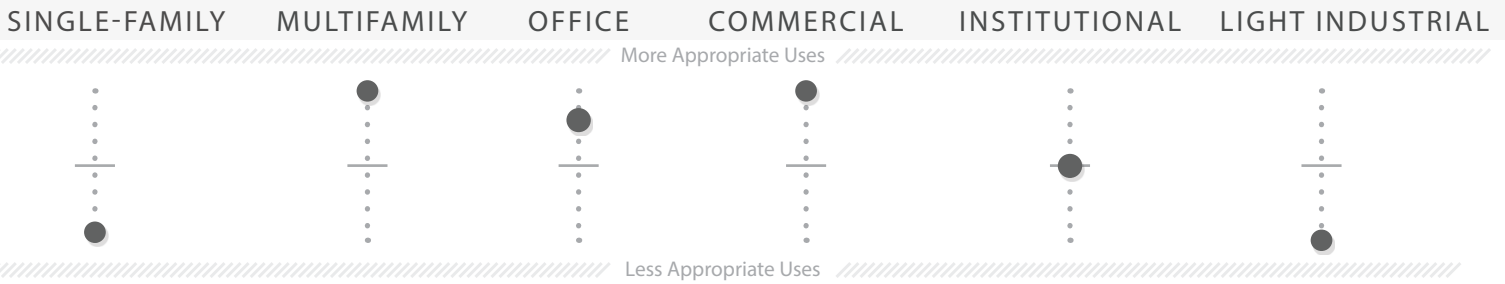 SINGLE-FAMILY MULTIFAMILY OFFICE COMMERCIAL INSTITUTIONAL LIGHT INDUSTRIAL
More Appropriate Uses
Less Appropriate Uses